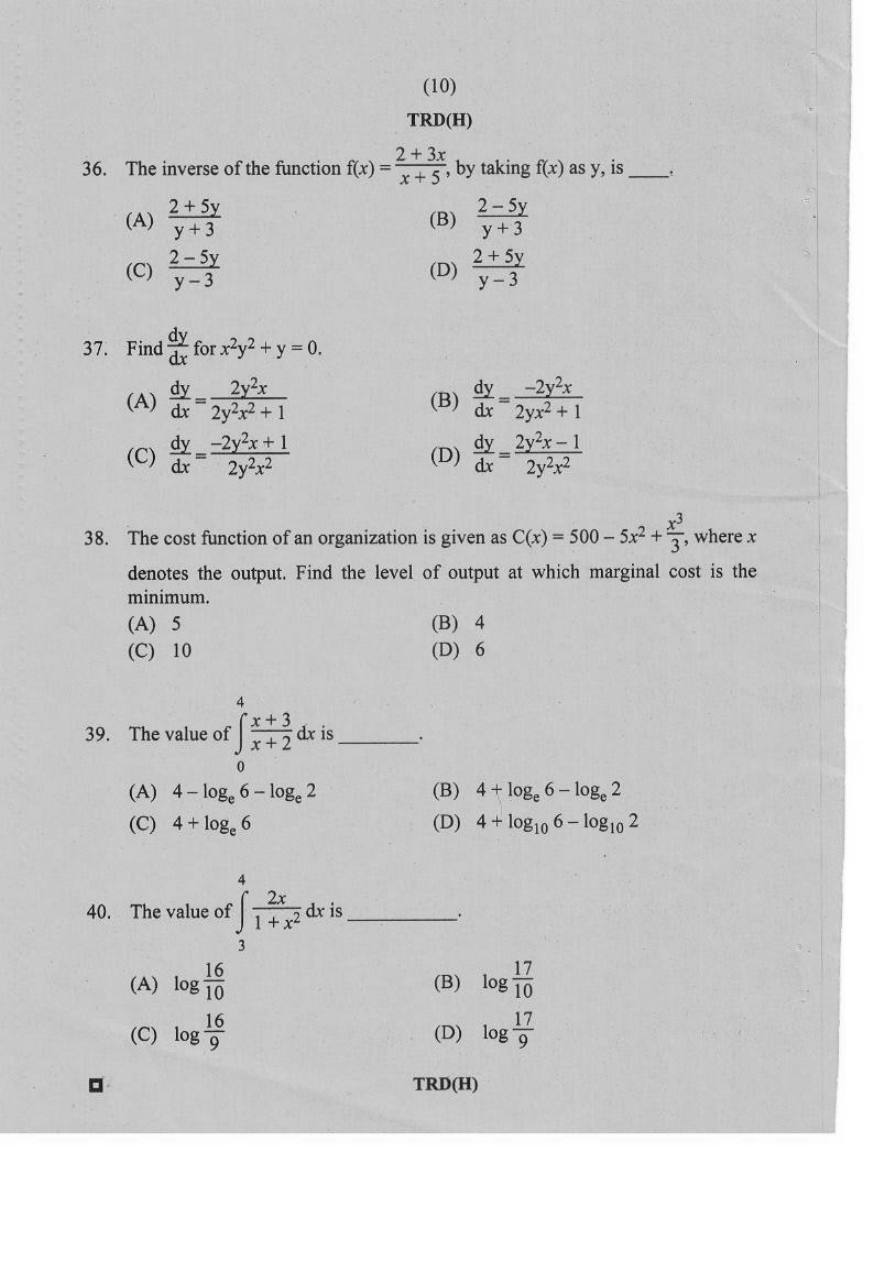 (10)
TRD(H)
36. The inverse of the function f(x) = (2 + 3x)/(x + 5), by taking f(x) as y, is ____.
(A) (2 + 5y)/(y + 3) (B) (2 – 5y)/(y + 3)
(C) (2 – 5y)/(y – 3) (D) (2 + 5y)/(y – 3)
37. Find dy/dx for x²y² + y = 0.
(A) dy/dx = 2y²x/(2y²x² + 1) (B) dy/dx = –2y²x/(2yx² + 1)
(C) dy/dx = (–2y²x + 1)/(2y²x²) (D) dy/dx = (2y²x – 1)/(2y²x²)
38. The cost function of an organization is given as C(x) = 500 – 5x² + x³/3, where x
denotes the output. Find the level of output at which marginal cost is the
minimum.
(A) 5 (B) 4
(C) 10 (D) 6
39. The value of ∫₀⁴ (x + 3)/(x + 2) dx is ________.
(A) 4 – logₑ 6 – logₑ 2 (B) 4 + logₑ 6 – logₑ 2
(C) 4 + logₑ 6 (D) 4 + log₁₀ 6 – log₁₀ 2
40. The value of ∫₃⁴ 2x/(1 + x²) dx is ___________.
(A) log 16/10 (B) log 17/10
(C) log 16/9 (D) log 17/9
TRD(H)